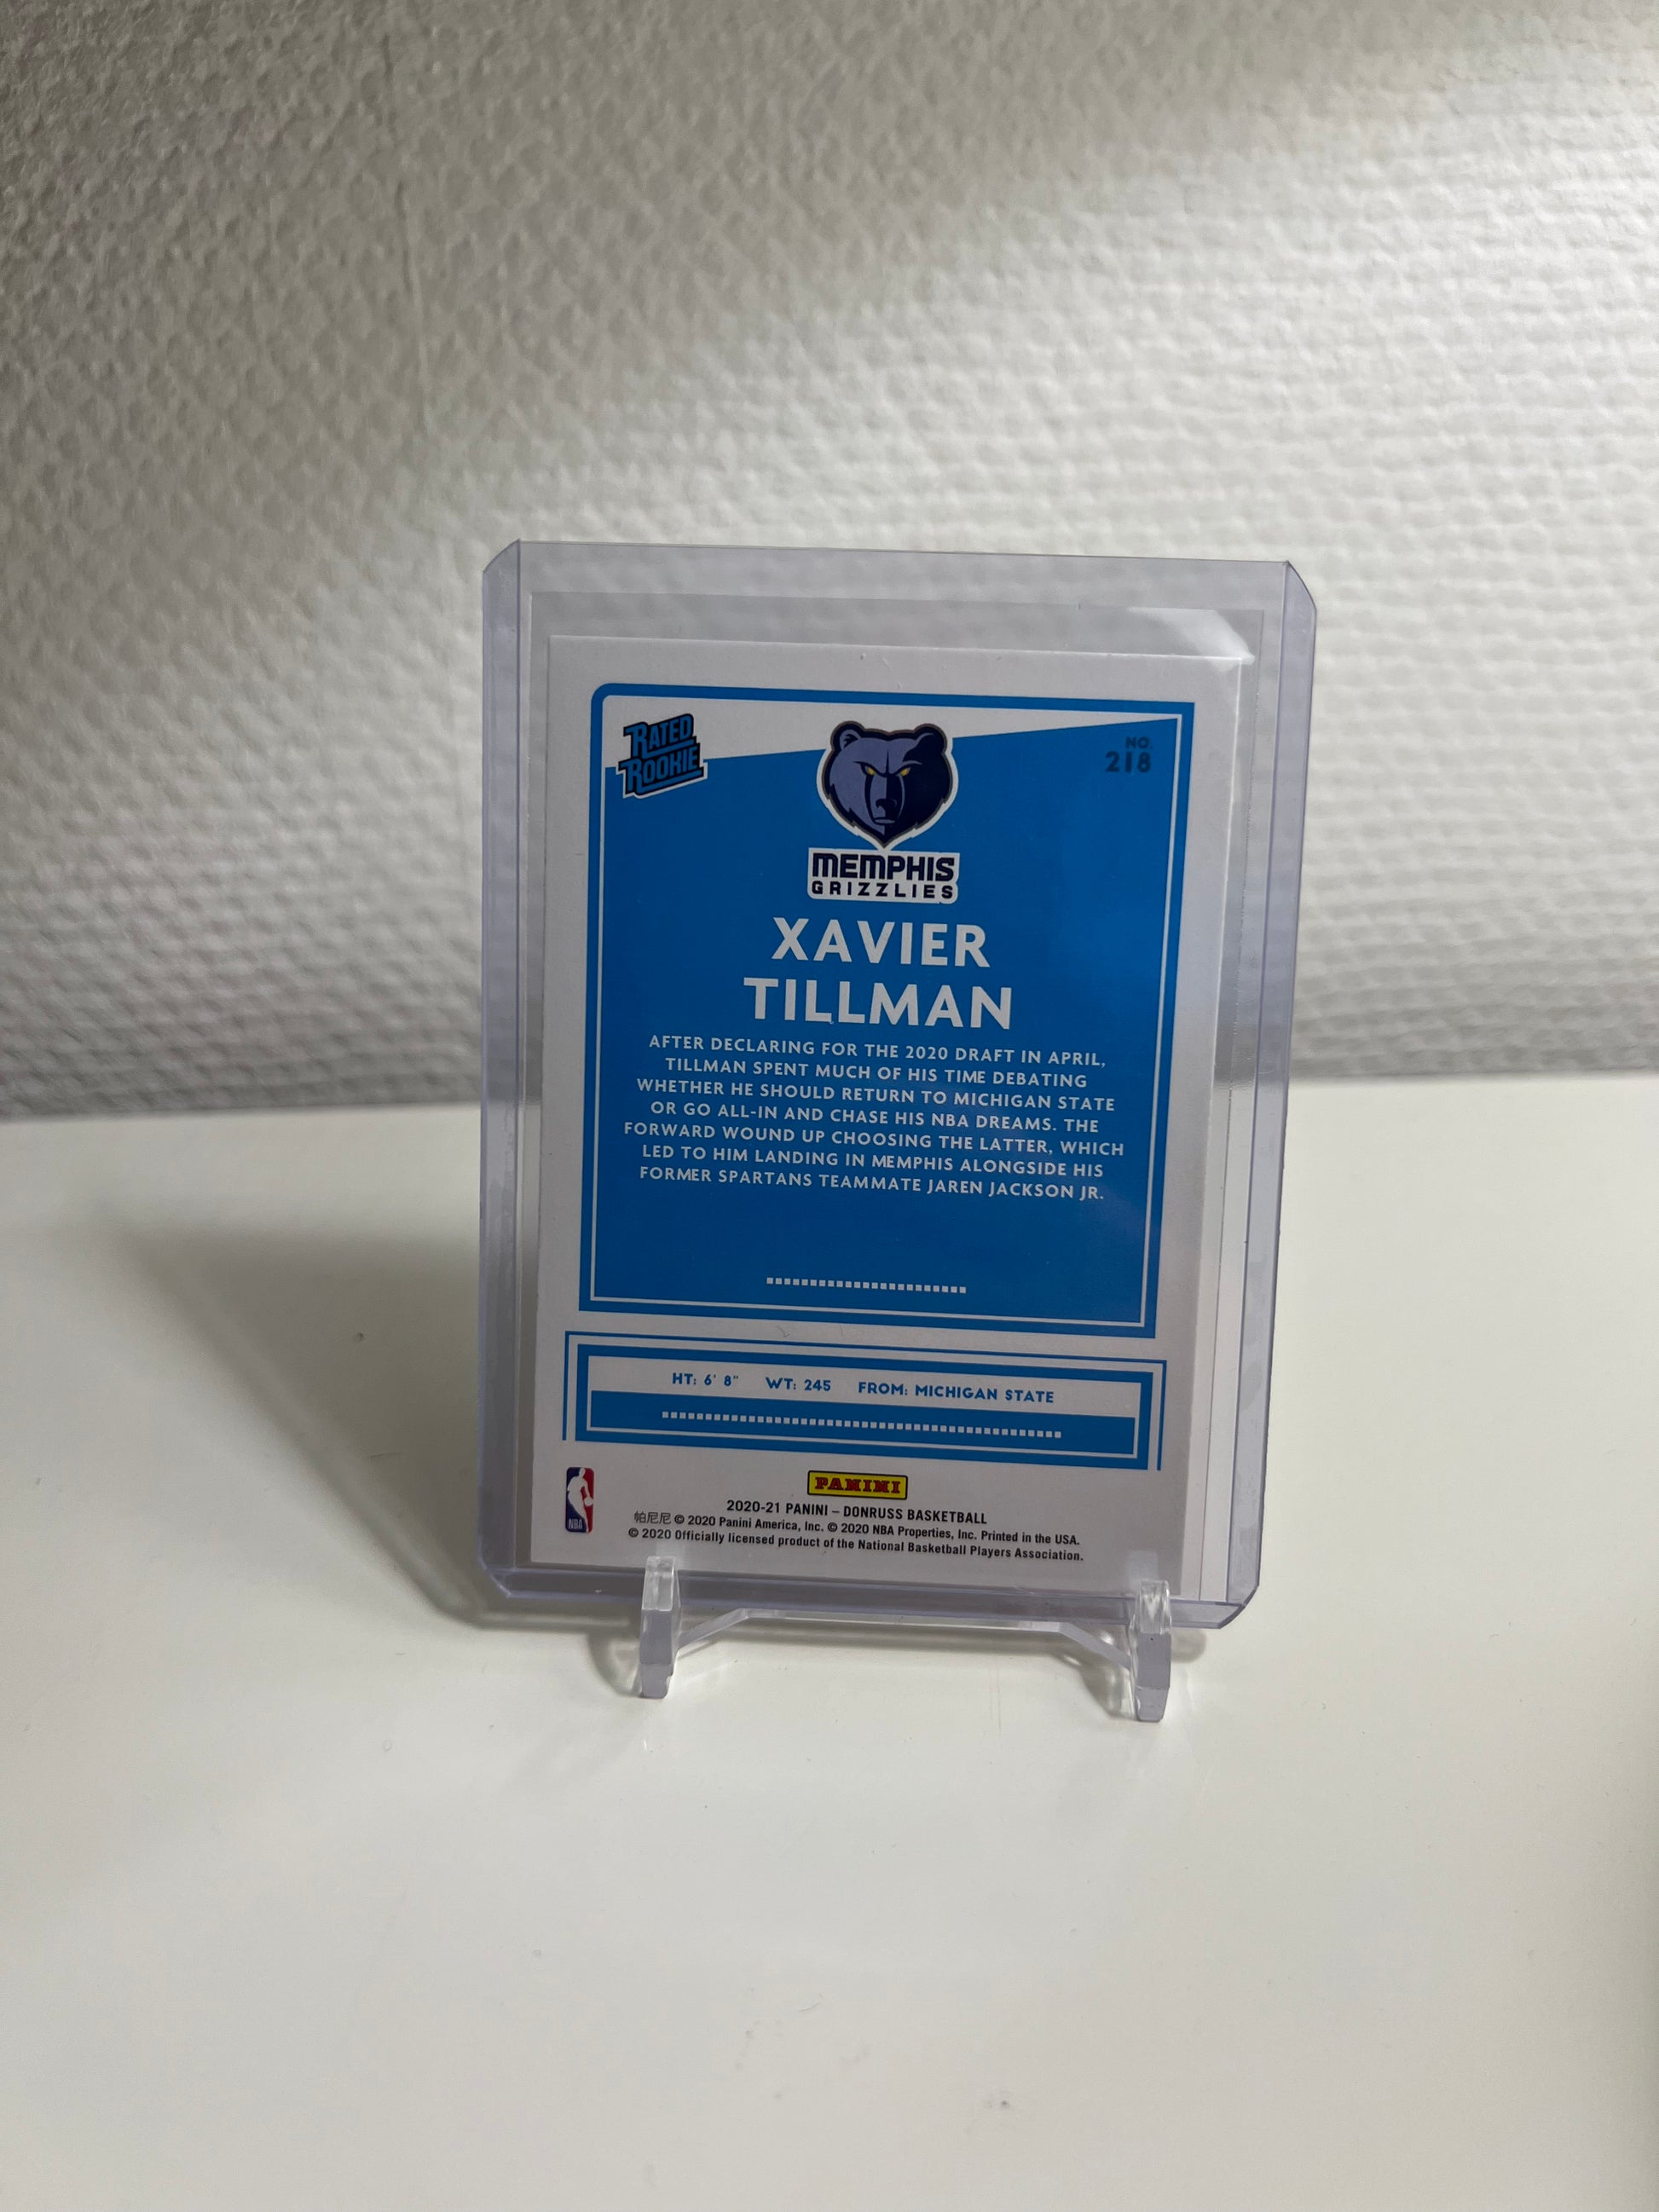 RATED
ROOKIE
NO.
218
MEMPHIS
GRIZZLIES
XAVIER
TILLMAN
AFTER DECLARING FOR THE 2020 DRAFT IN APRIL,
TILLMAN SPENT MUCH OF HIS TIME DEBATING
WHETHER HE SHOULD RETURN TO MICHIGAN STATE
OR GO ALL-IN AND CHASE HIS NBA DREAMS. THE
FORWARD WOUND UP CHOOSING THE LATTER, WHICH
LED TO HIM LANDING IN MEMPHIS ALONGSIDE HIS
FORMER SPARTANS TEAMMATE JAREN JACKSON JR.
HT: 6' 8" WT: 245 FROM: MICHIGAN STATE
NBA
PANINI
2020-21 PANINI – DONRUSS BASKETBALL
帕尼尼 © 2020 Panini America, Inc. © 2020 NBA Properties, Inc. Printed in the USA.
© 2020 Officially licensed product of the National Basketball Players Association.